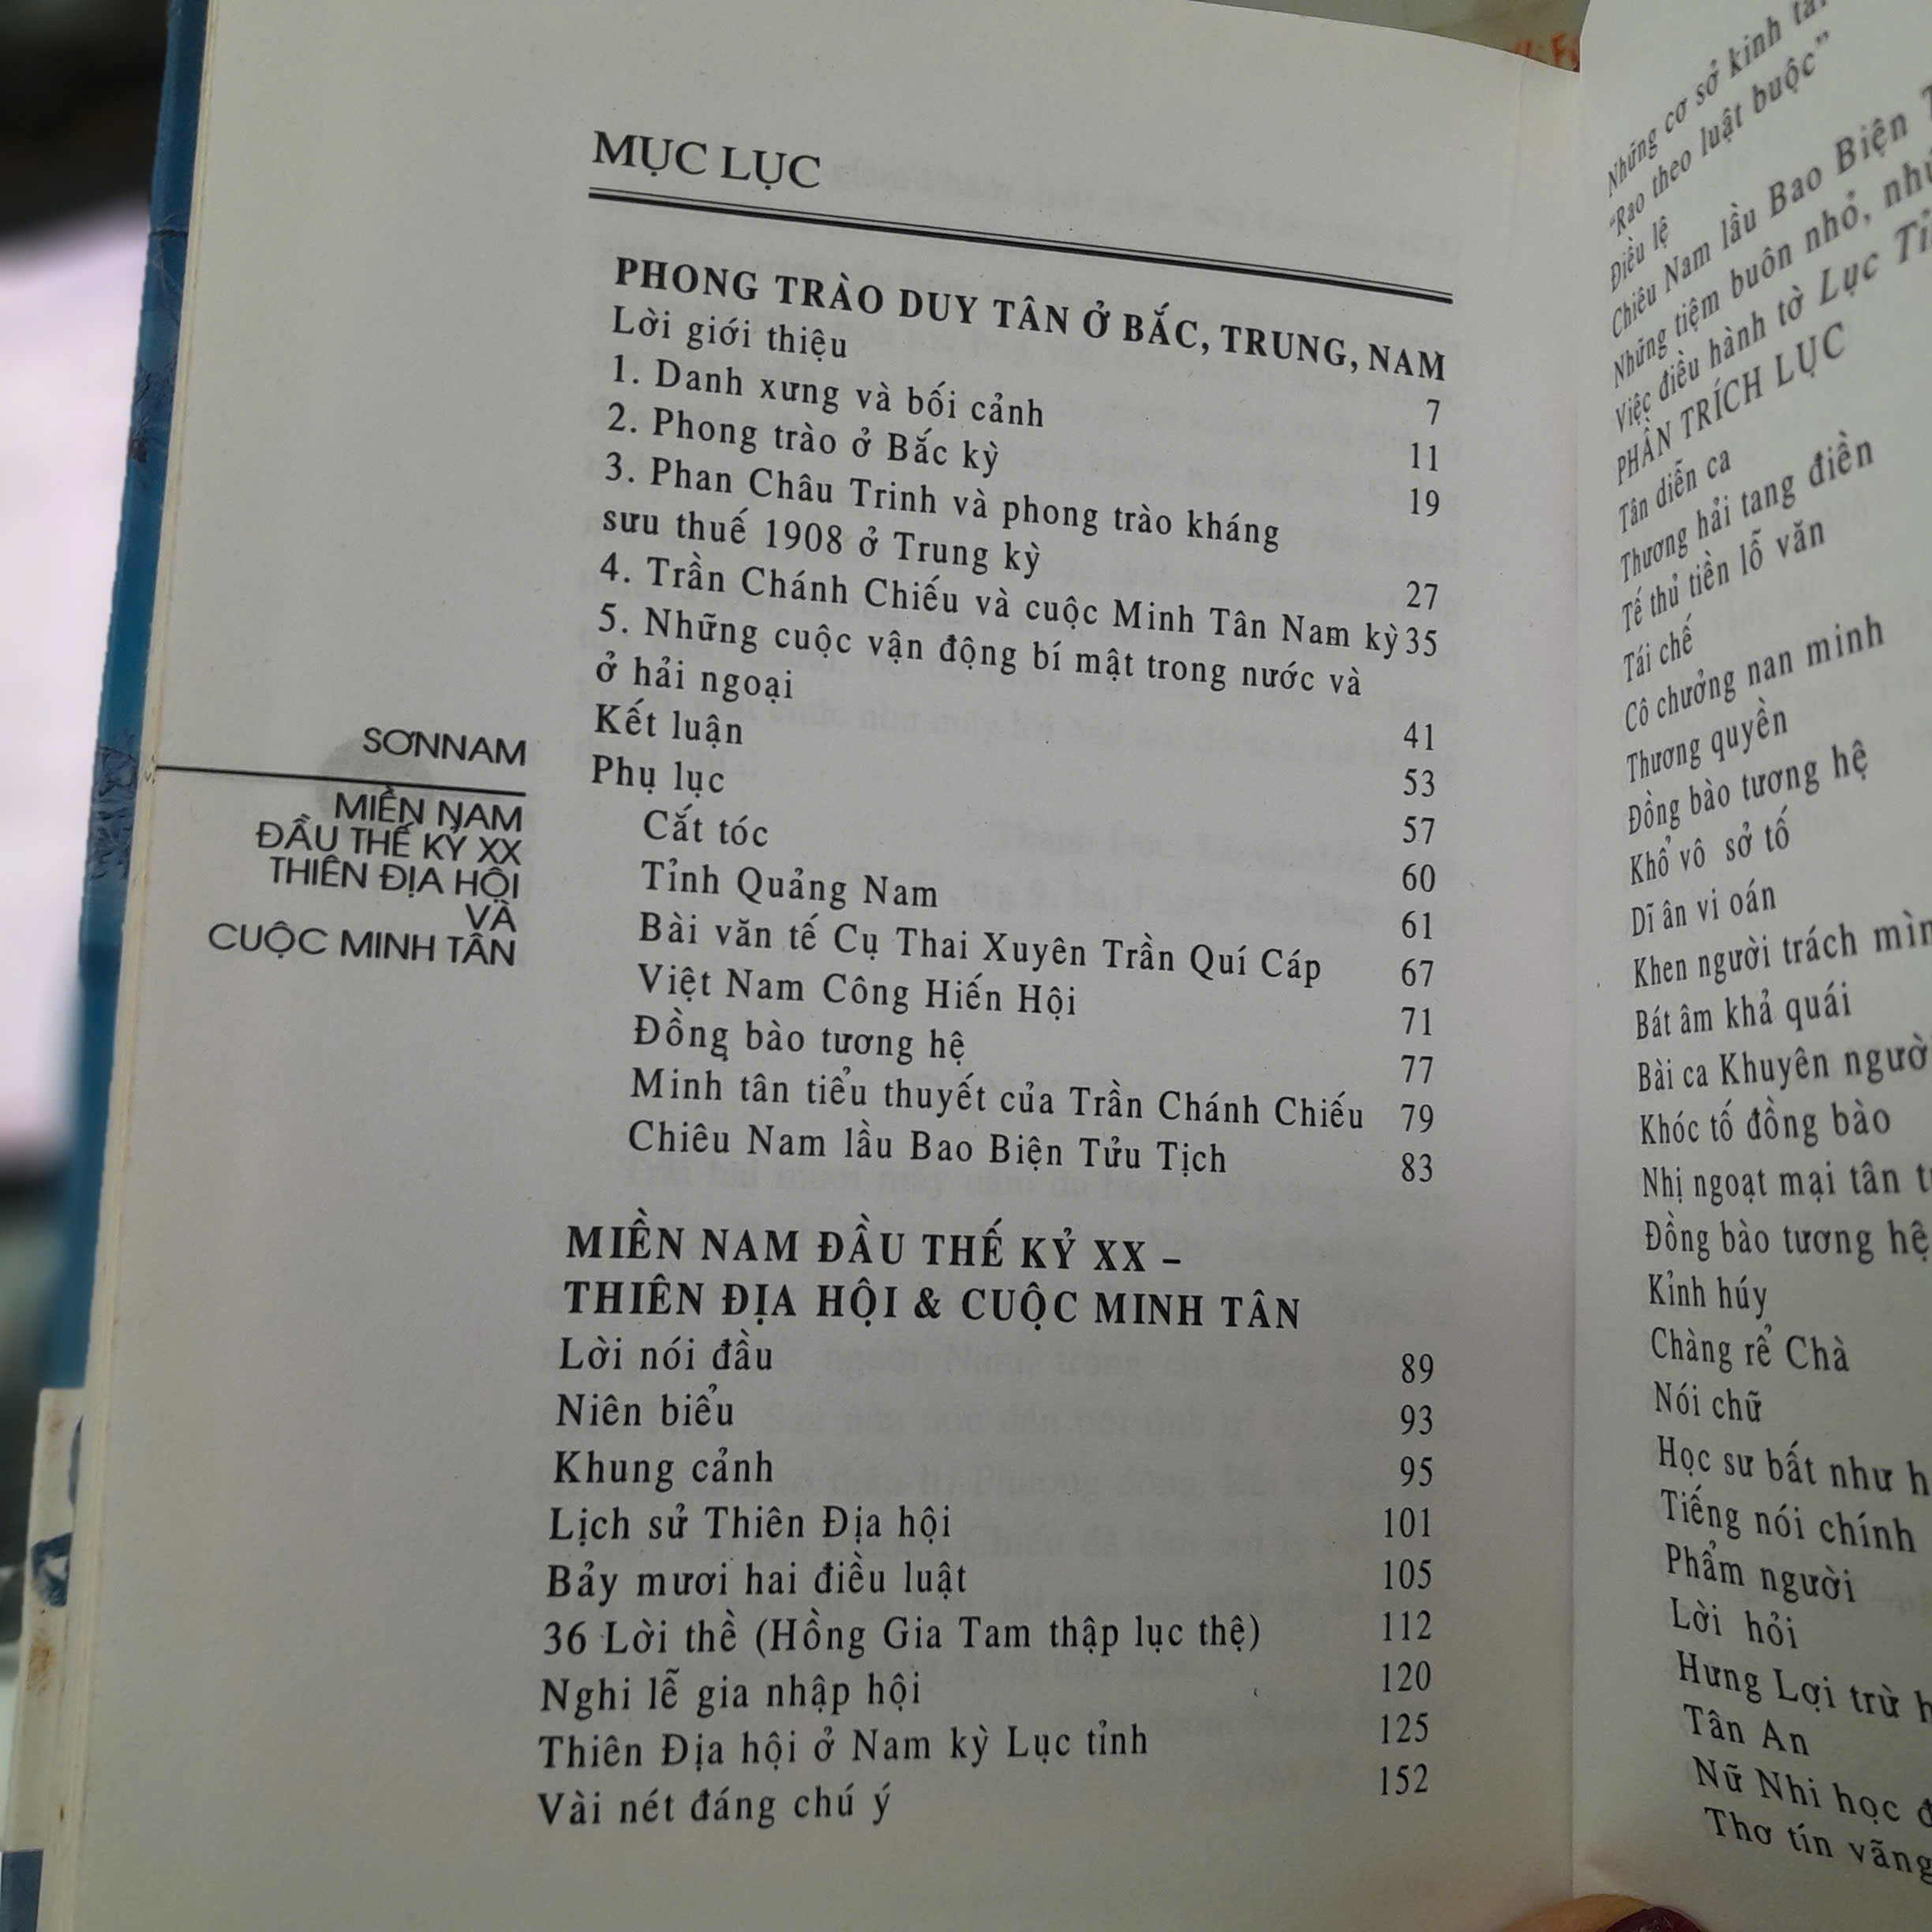 MỤC LỤC
PHONG TRÀO DUY TÂN Ở BẮC, TRUNG, NAM
Lời giới thiệu 7
1. Danh xưng và bối cảnh 11
2. Phong trào ở Bắc kỳ 19
3. Phan Châu Trinh và phong trào kháng
sưu thuế 1908 ở Trung kỳ 27
4. Trần Chánh Chiếu và cuộc Minh Tân Nam kỳ 35
5. Những cuộc vận động bí mật trong nước và
ở hải ngoại 41
Kết luận 53
Phụ lục 57
Cắt tóc 60
Tỉnh Quảng Nam 61
Bài văn tế Cụ Thai Xuyên Trần Quí Cáp 67
Việt Nam Công Hiến Hội 71
Đồng bào tương hệ 77
Minh tân tiểu thuyết của Trần Chánh Chiếu 79
Chiêu Nam lầu Bao Biện Tửu Tịch 83
MIỀN NAM ĐẦU THẾ KỶ XX –
THIÊN ĐỊA HỘI & CUỘC MINH TÂN
Lời nói đầu 89
Niên biểu 93
Khung cảnh 95
Lịch sử Thiên Địa hội 101
Bảy mươi hai điều luật 105
36 Lời thề (Hồng Gia Tam thập lục thệ) 112
Nghi lễ gia nhập hội 120
Thiên Địa hội ở Nam kỳ Lục tỉnh 125
Vài nét đáng chú ý 152
SƠN NAM
MIỀN NAM
ĐẦU THẾ KỶ XX
THIÊN ĐỊA HỘI
VÀ
CUỘC MINH TÂN
Những cơ sở kinh
"Rao theo luật buộc"
Điều lệ
Chiêu Nam lầu Bao Biện
Những tiệm buôn nhỏ,
Việc điều hành tờ Lục
PHẦN TRÍCH LỤC
Tân diễn ca
Thương hải tang điền
Tế thủ tiền lỗ văn
Tái chế
Cô chưởng nan minh
Thương quyền
Đồng bào tương hệ
Khổ vô sở tố
Dĩ ân vi oán
Khen người trách
Bát âm khả quái
Bài ca Khuyên
Khóc tố đồng bào
Nhị ngoạt mại tân
Đồng bào tương hệ
Kỉnh húy
Chàng rể Chà
Nói chữ
Học sư bất như
Tiếng nói chính
Phẩm người
Lời hỏi
Hưng Lợi trừ
Tân An
Nữ Nhi học
Thơ tín vãng